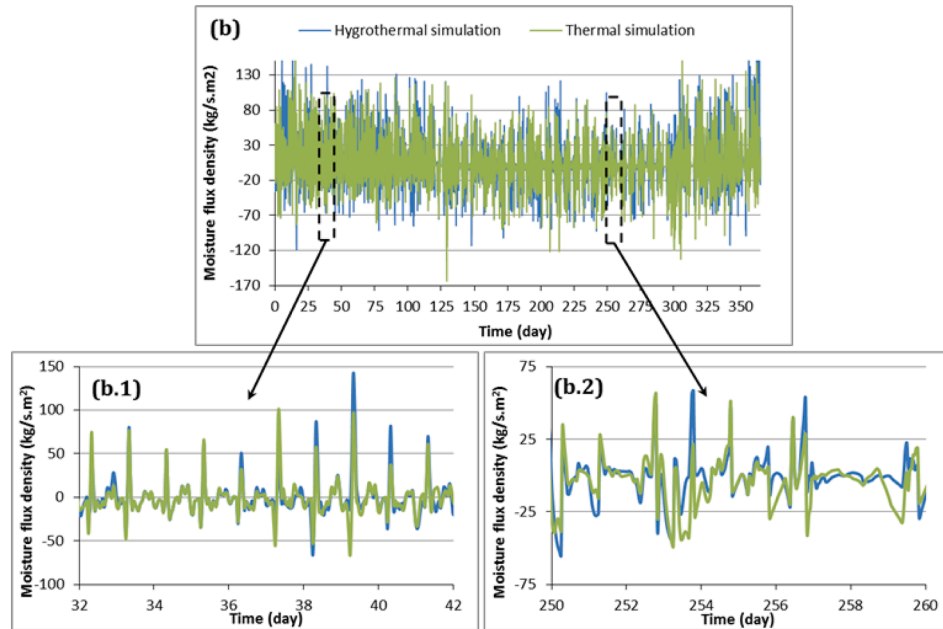 (b)
Hygrothermal simulation
Thermal simulation
Moisture flux density (kg/s.m2)
130
80
30
-20
-70
-120
-170
0 25 50 75 100 125 150 175 200 225 250 275 300 325 350
Time (day)
(b.1)
Moisture flux density (kg/s.m²)
150
100
50
0
-50
-100
32 34 36 38 40 42
Time (day)
(b.2)
Moisture flux density (kg/s.m²)
75
25
-25
-75
250 252 254 256 258 260
Time (day)